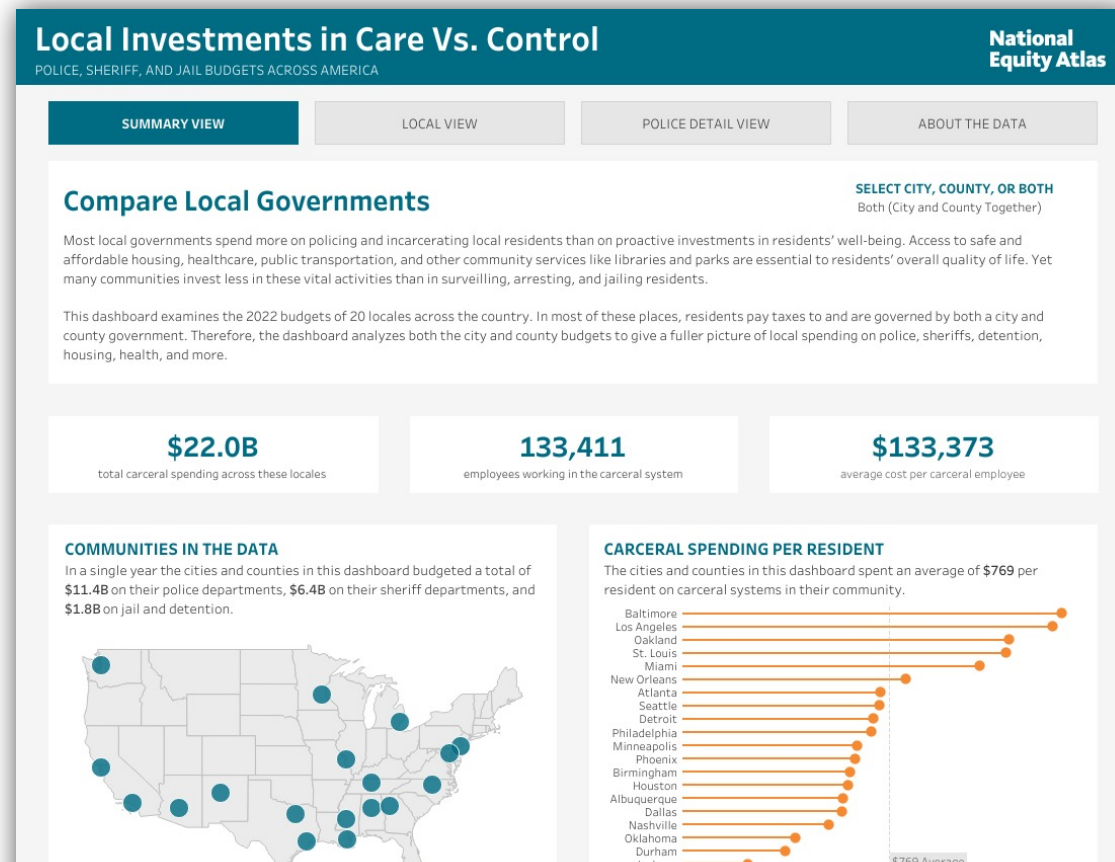 Local Investments in Care Vs. Control
POLICE, SHERIFF, AND JAIL BUDGETS ACROSS AMERICA
National
Equity Atlas
SUMMARY VIEW
LOCAL VIEW
POLICE DETAIL VIEW
ABOUT THE DATA
Compare Local Governments
SELECT CITY, COUNTY, OR BOTH
Both (City and County Together)
Most local governments spend more on policing and incarcerating local residents than on proactive investments in residents' well-being. Access to safe and
affordable housing, healthcare, public transportation, and other community services like libraries and parks are essential to residents' overall quality of life. Yet
many communities invest less in these vital activities than in surveilling, arresting, and jailing residents.
This dashboard examines the 2022 budgets of 20 locales across the country. In most of these places, residents pay taxes to and are governed by both a city and
county government. Therefore, the dashboard analyzes both the city and county budgets to give a fuller picture of local spending on police, sheriffs, detention,
housing, health, and more.
$22.0B
total carceral spending across these locales
133,411
employees working in the carceral system
$133,373
average cost per carceral employee
COMMUNITIES IN THE DATA
In a single year the cities and counties in this dashboard budgeted a total of
$11.4B on their police departments, $6.4B on their sheriff departments, and
$1.8B on jail and detention.
CARCERAL SPENDING PER RESIDENT
The cities and counties in this dashboard spent an average of $769 per
resident on carceral systems in their community.
Baltimore
Los Angeles
Oakland
St. Louis
Miami
New Orleans
Atlanta
Seattle
Detroit
Philadelphia
Minneapolis
Phoenix
Birmingham
Houston
Albuquerque
Dallas
Nashville
Oklahoma
Durham
$769 Average